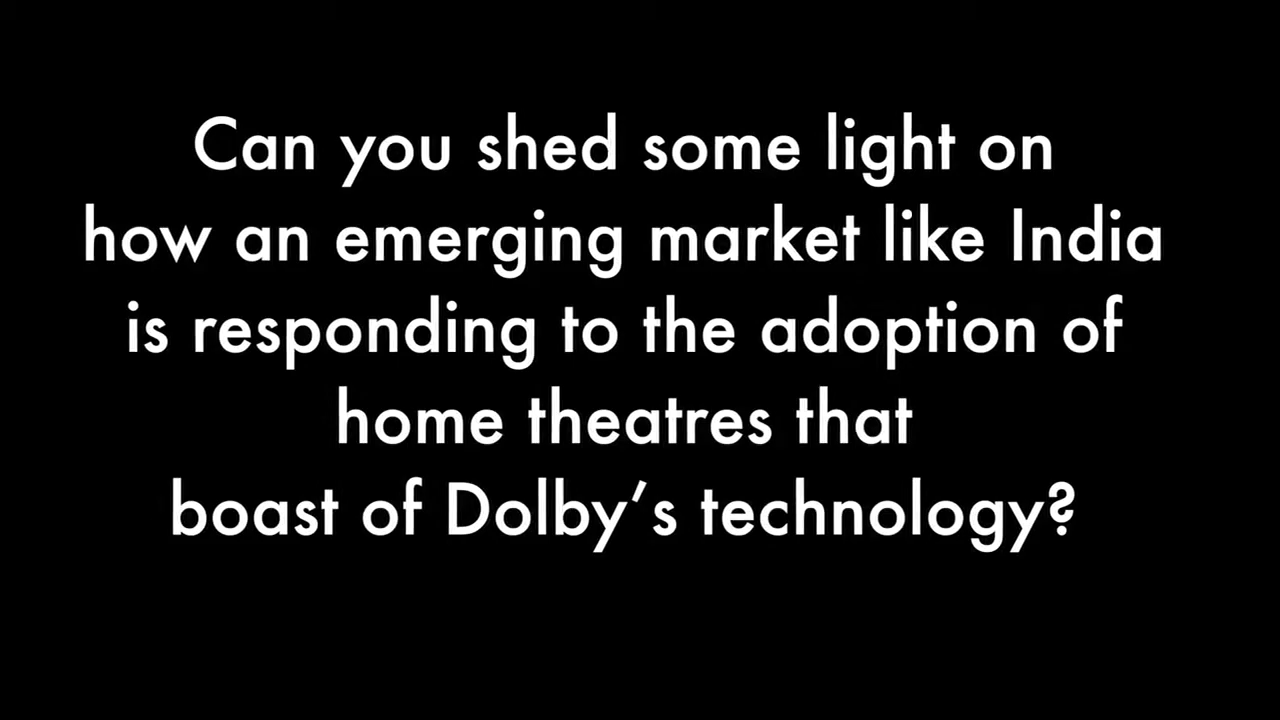 Can you shed some light on
how an emerging market like India
is responding to the adoption of
home theatres that
boast of Dolby’s technology?